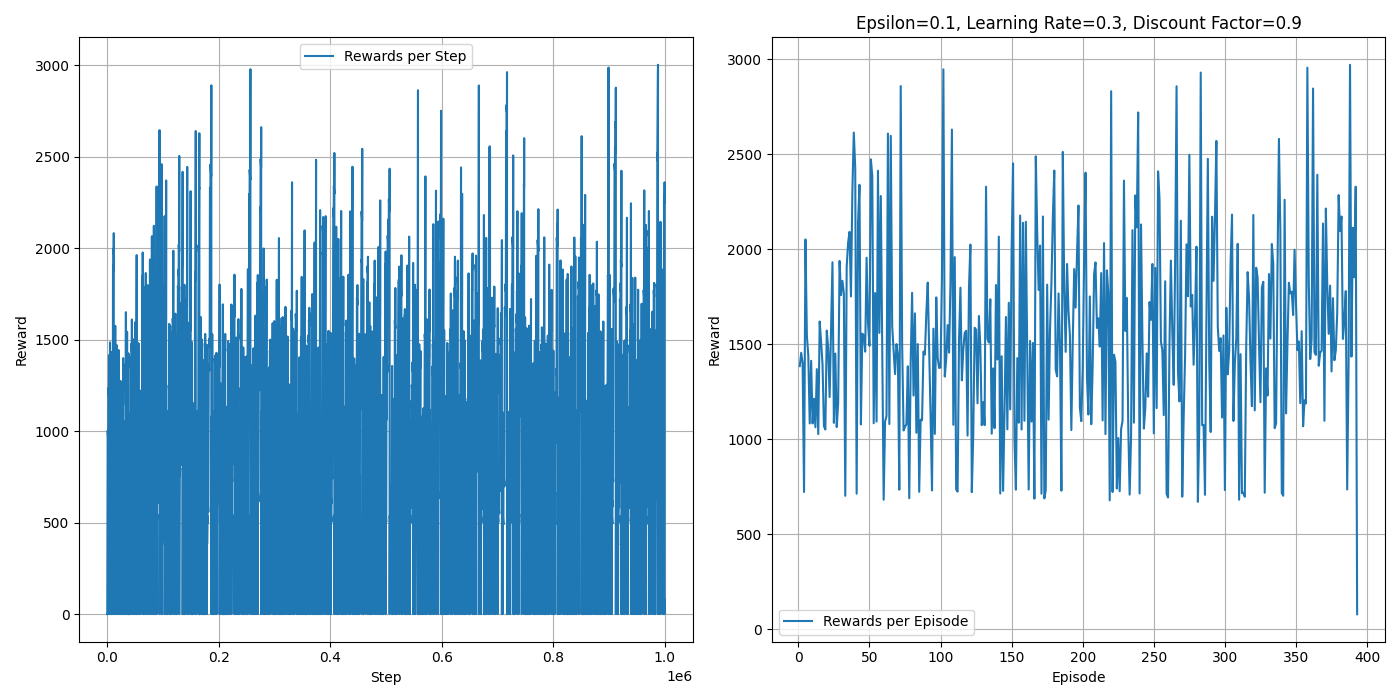 Epsilon=0.1, Learning Rate=0.3, Discount Factor=0.9
Rewards per Step
Reward
3000
2500
2000
1500
1000
500
0
0.0 0.2 0.4 0.6 0.8 1.0
1e6
Step
Reward
3000
2500
2000
1500
1000
500
0
Rewards per Episode
0 50 100 150 200 250 300 350 400
Episode